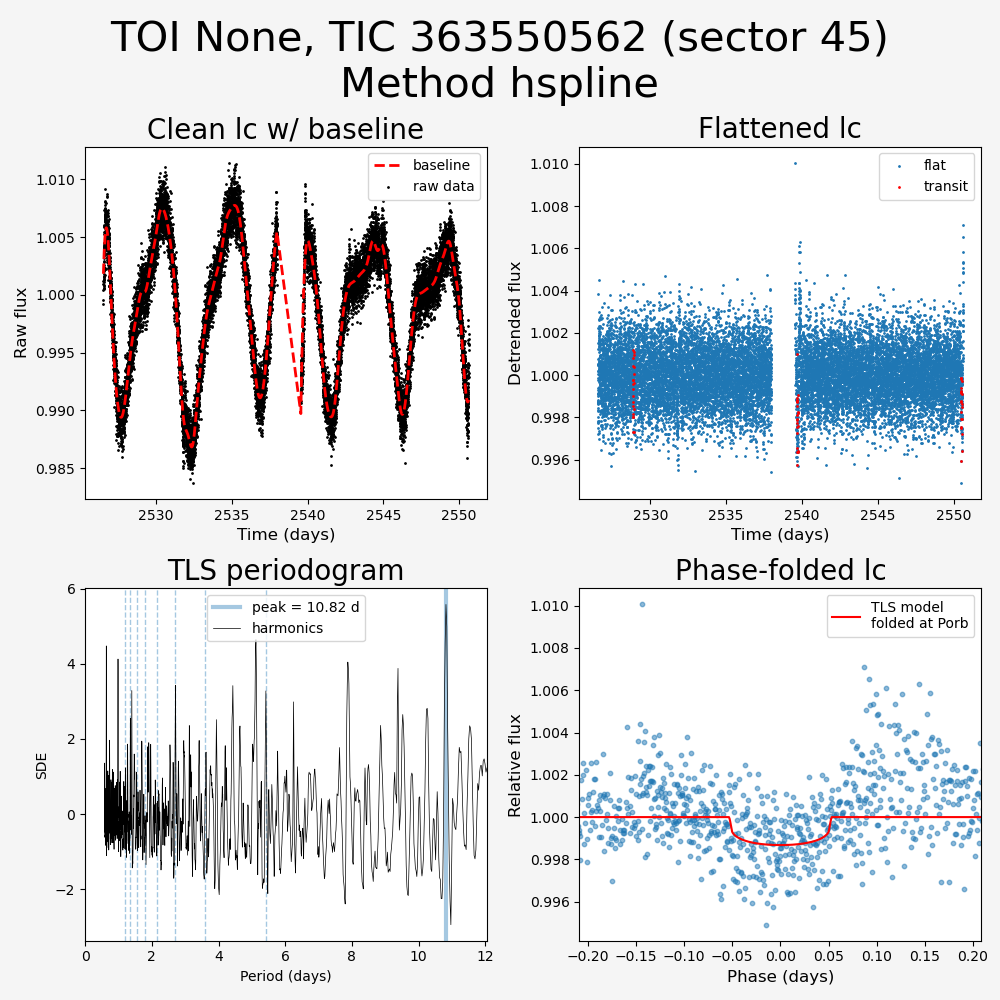 TOI None, TIC 363550562 (sector 45)
Method hspline
Clean lc w/ baseline
baseline
raw data
Raw flux
1.010
1.005
1.000
0.995
0.990
0.985
2530
2535
2540
2545
2550
Time (days)
Flattened lc
flat
transit
Detrended flux
1.010
1.008
1.006
1.004
1.002
1.000
0.998
0.996
2530
2535
2540
2545
2550
Time (days)
TLS periodogram
peak = 10.82 d
harmonics
SDE
6
4
2
0
−2
0
2
4
6
8
10
12
Period (days)
Phase-folded lc
TLS model
folded at Porb
Relative flux
1.010
1.008
1.006
1.004
1.002
1.000
0.998
0.996
−0.20
−0.15
−0.10
−0.05
0.00
0.05
0.10
0.15
0.20
Phase (days)